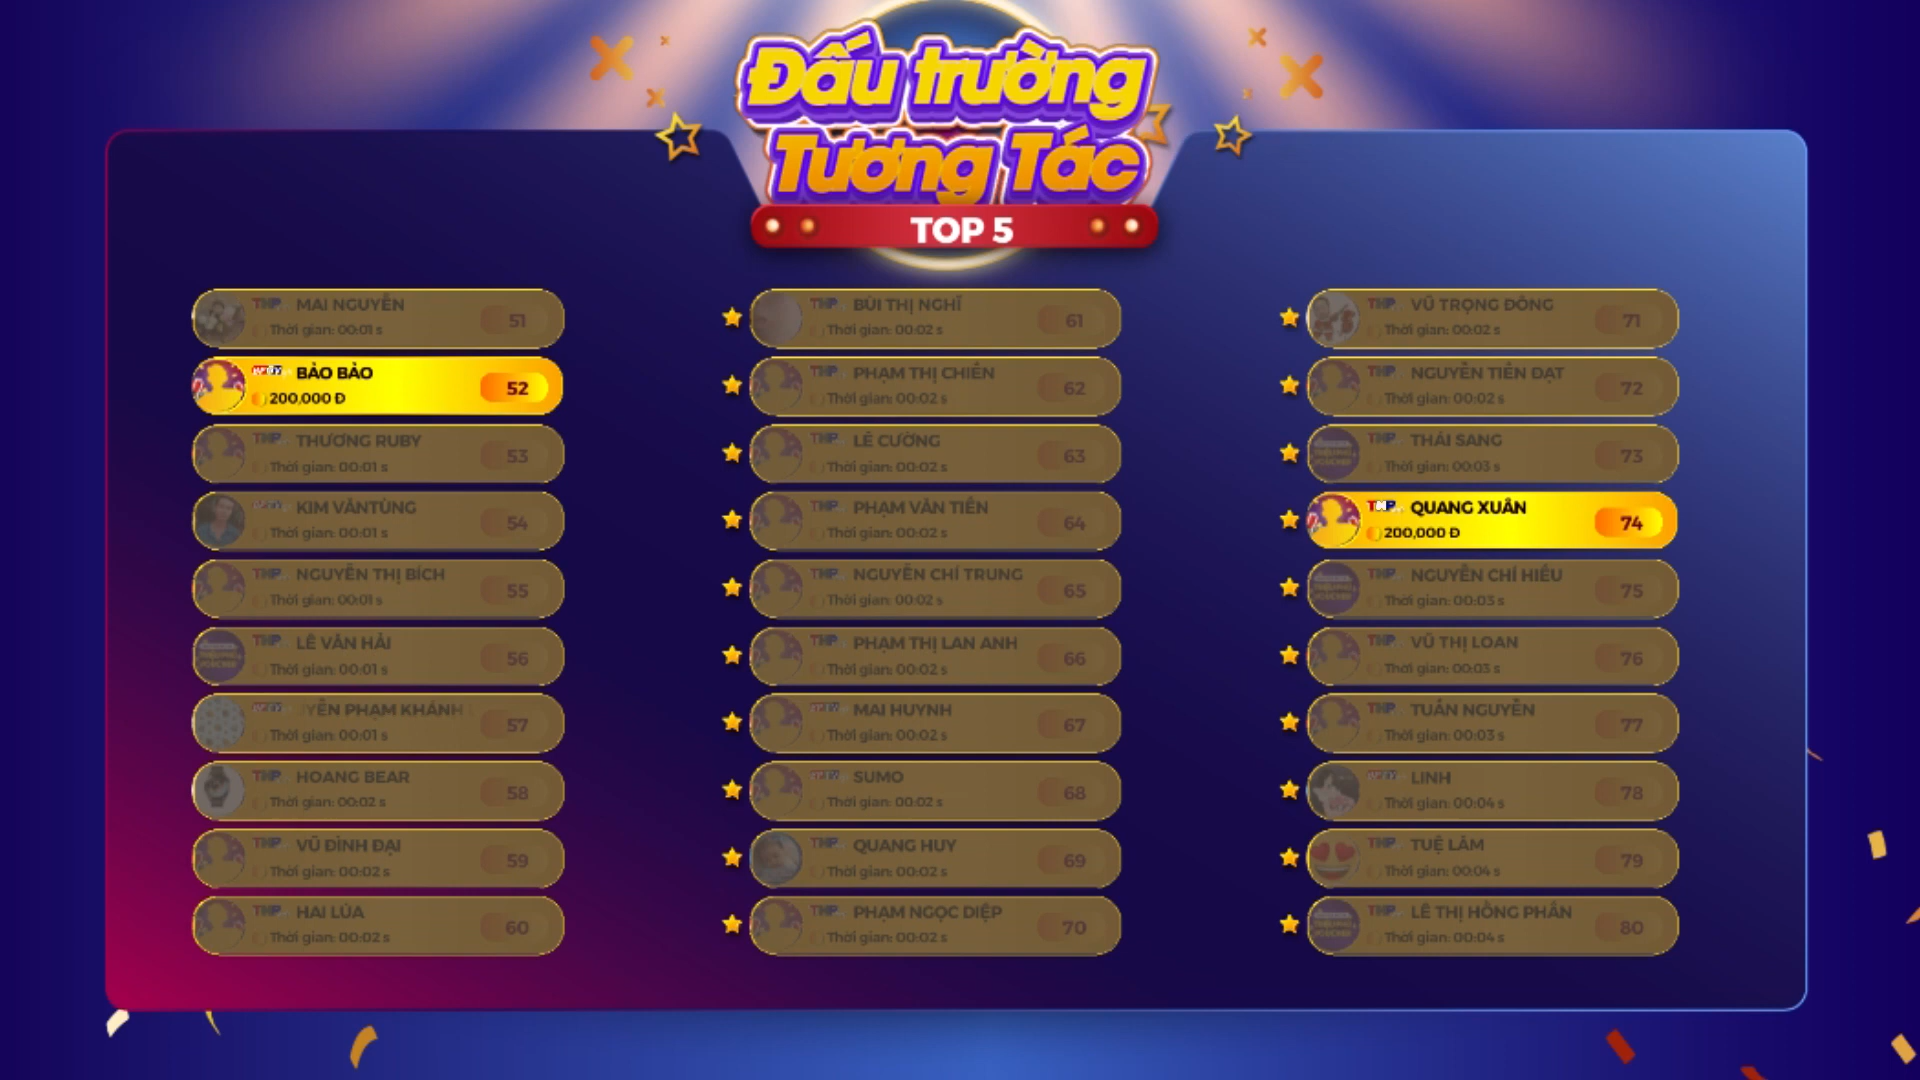 Đấu trường
Tương Tác
TOP 5
MAI NGUYỄN
Thời gian: 00:01 s
51
BẢO BẢO
200,000 Đ
52
THƯƠNG RUBY
Thời gian: 00:01 s
53
KIM VĂNTÙNG
Thời gian: 00:01 s
54
NGUYỄN THỊ BÍCH
Thời gian: 00:01 s
55
LÊ VĂN HẢI
Thời gian: 00:01 s
56
YỄN PHẠM KHÁNH
Thời gian: 00:01 s
57
HOANG BEAR
Thời gian: 00:02 s
58
VŨ ĐÌNH ĐẠI
Thời gian: 00:02 s
59
HAI LÚA
Thời gian: 00:02 s
60
BÙI THỊ NGHĨ
Thời gian: 00:02 s
61
PHẠM THỊ CHIẾN
Thời gian: 00:02 s
62
LÊ CƯỜNG
Thời gian: 00:02 s
63
PHẠM VĂN TIẾN
Thời gian: 00:02 s
64
NGUYỄN CHÍ TRUNG
Thời gian: 00:02 s
65
PHẠM THỊ LAN ANH
Thời gian: 00:02 s
66
MAI HUYNH
Thời gian: 00:02 s
67
SUMO
Thời gian: 00:02 s
68
QUANG HUY
Thời gian: 00:02 s
69
PHẠM NGỌC DIỆP
Thời gian: 00:02 s
70
VŨ TRỌNG ĐÔNG
Thời gian: 00:02 s
71
NGUYỄN TIẾN ĐẠT
Thời gian: 00:02 s
72
THÁI SANG
Thời gian: 00:03 s
73
THP QUANG XUÂN
200,000 Đ
74
NGUYỄN CHÍ HIẾU
Thời gian: 00:03 s
75
VŨ THỊ LOAN
Thời gian: 00:03 s
76
TUẤN NGUYỄN
Thời gian: 00:03 s
77
LINH
Thời gian: 00:04 s
78
TUỆ LÂM
Thời gian: 00:04 s
79
LÊ THỊ HỒNG PHẤN
Thời gian: 00:04 s
80